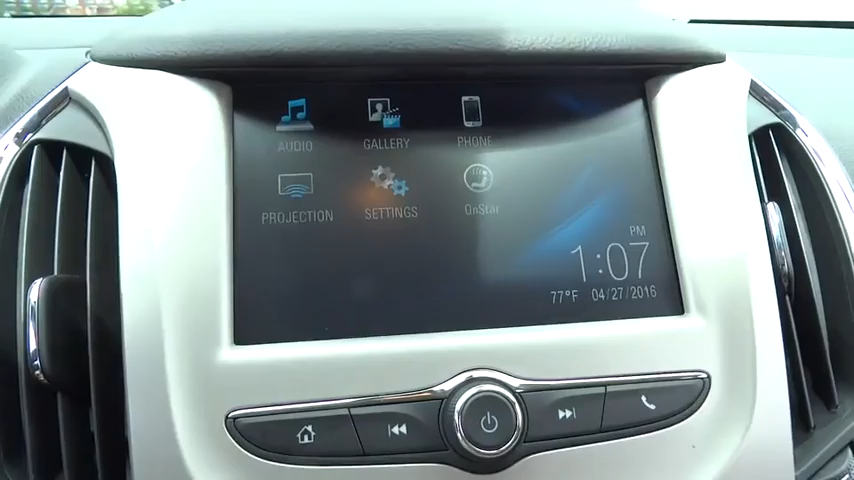 AUDIO
GALLERY
PHONE
PROJECTION
SETTINGS
OnStar
PM
1:07
77°F 04/27/2016